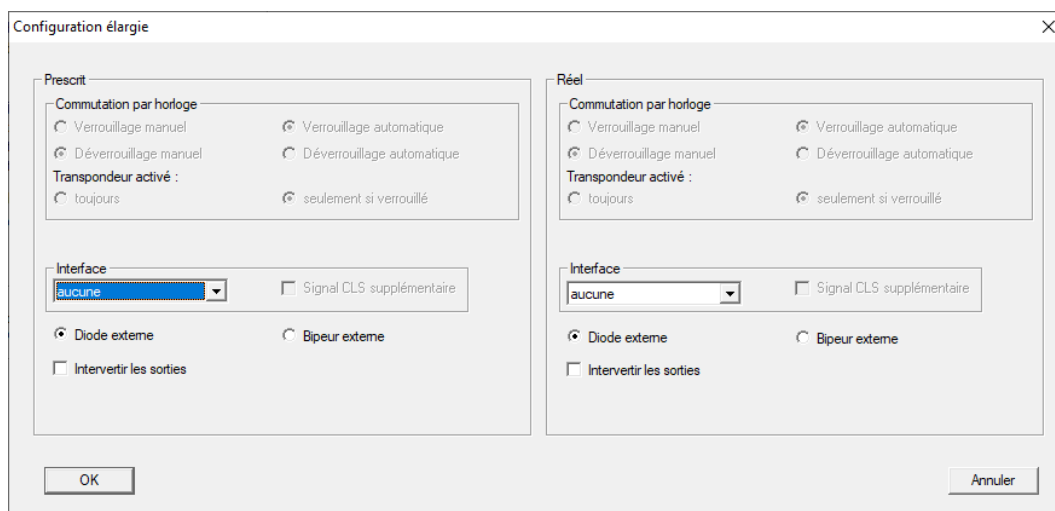 Configuration élargie
Prescrit
Commutation par horloge
Verrouillage manuel
Verrouillage automatique
Déverrouillage manuel
Déverrouillage automatique
Transpondeur activé :
toujours
seulement si verrouillé
Interface
aucune
Signal CLS supplémentaire
Diode externe
Bipeur externe
Intervertir les sorties
Réel
Commutation par horloge
Verrouillage manuel
Verrouillage automatique
Déverrouillage manuel
Déverrouillage automatique
Transpondeur activé :
toujours
seulement si verrouillé
Interface
aucune
Signal CLS supplémentaire
Diode externe
Bipeur externe
Intervertir les sorties
OK
Annuler